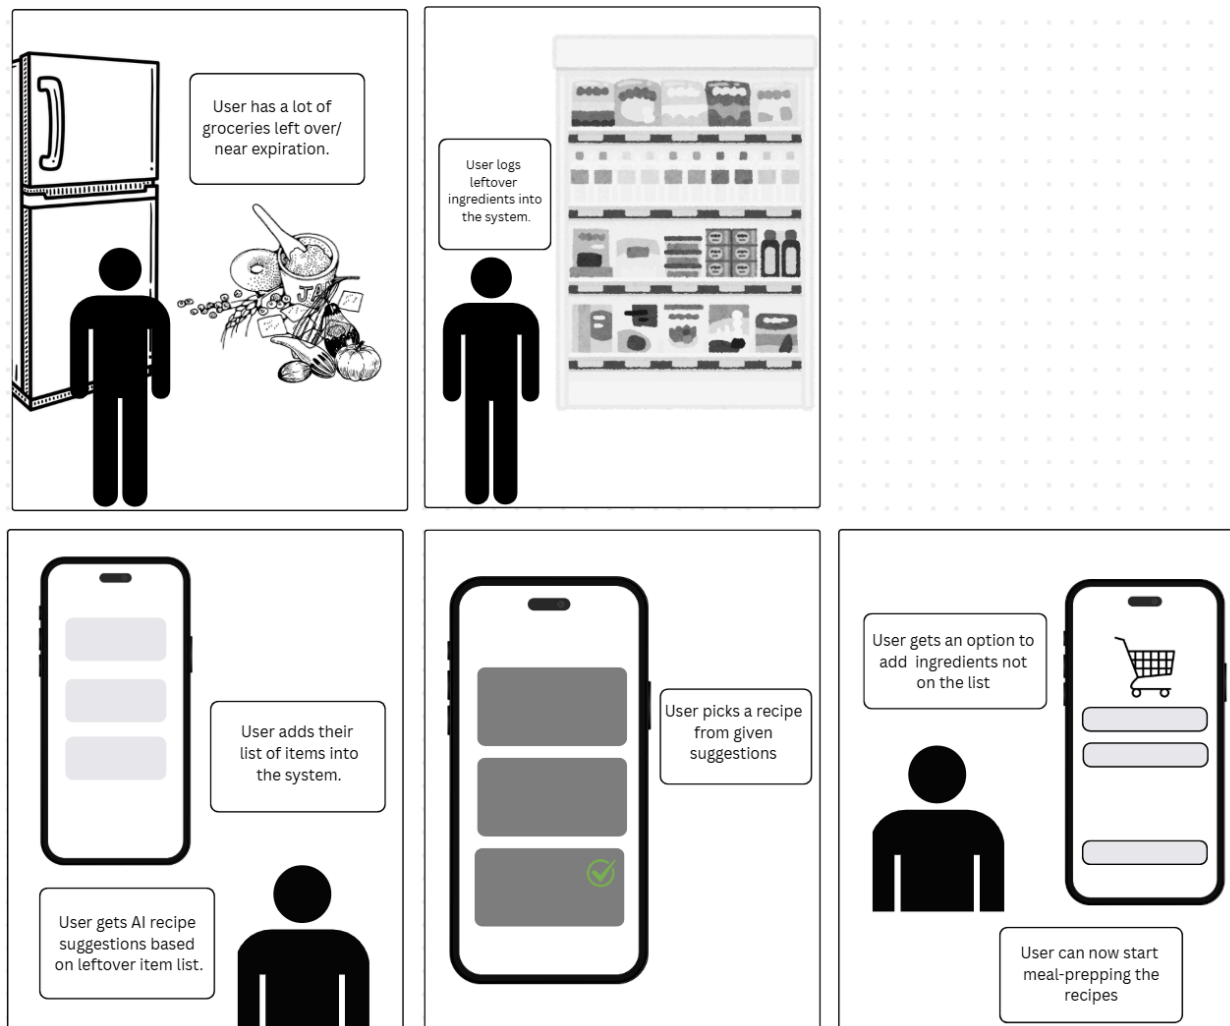 User has a lot of
groceries left over/
near expiration.
User logs
leftover
ingredients into
the system.
User adds their
list of items into
the system.
User gets AI recipe
suggestions based
on leftover item list.
User picks a recipe
from given
suggestions
User gets an option to
add ingredients not
on the list
User can now start
meal-prepping the
recipes